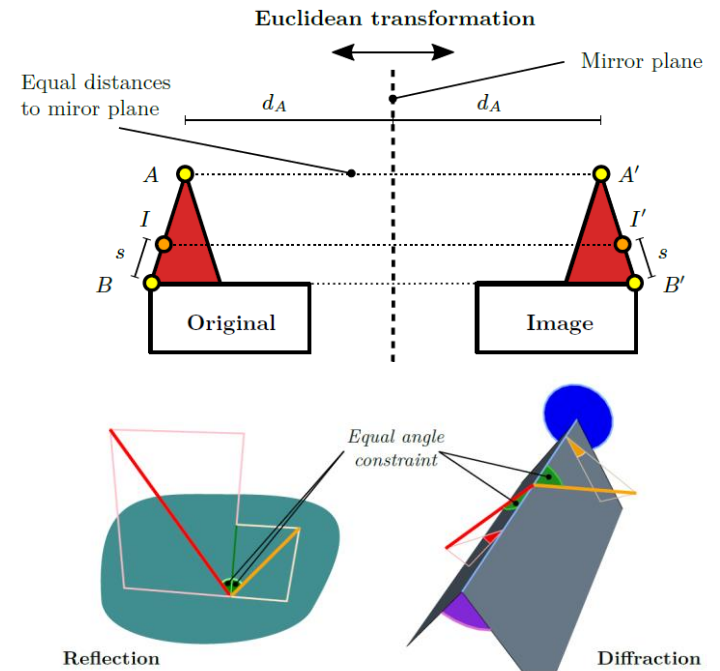 Euclidean transformation
Equal distances
to miror plane
Mirror plane
d_A
d_A
A
A′
I
I′
s
s
B
B′
Original
Image
Equal angle
constraint
Reflection
Diffraction